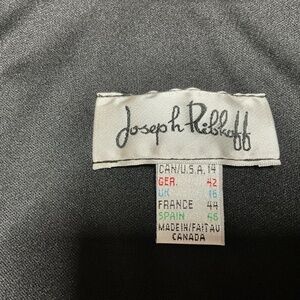 Joseph Ribkoff
CAN/U.S.A. 14
GER. 42
UK 16
FRANCE 44
SPAIN 46
MADE IN/FAIT AU
CANADA